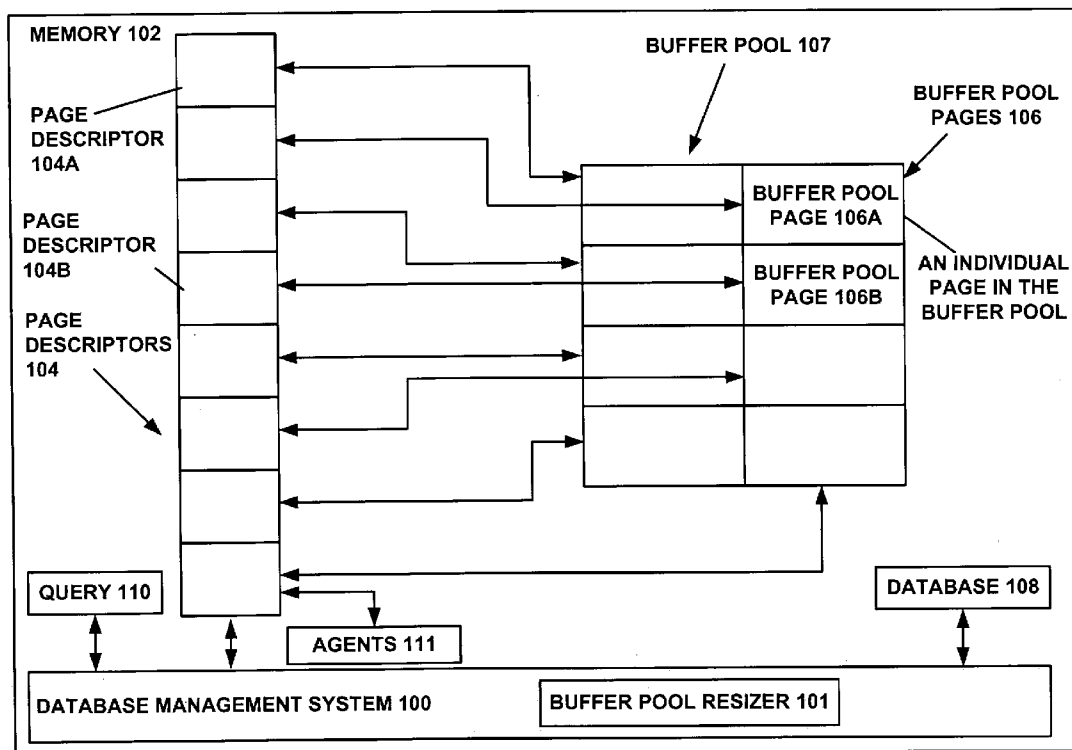 MEMORY 102
BUFFER POOL 107
PAGE
DESCRIPTOR
104A
BUFFER POOL
PAGES 106
BUFFER POOL
PAGE 106A
PAGE
DESCRIPTOR
104B
BUFFER POOL
PAGE 106B
AN INDIVIDUAL
PAGE IN THE
BUFFER POOL
PAGE
DESCRIPTORS
104
QUERY 110
AGENTS 111
DATABASE 108
DATABASE MANAGEMENT SYSTEM 100
BUFFER POOL RESIZER 101